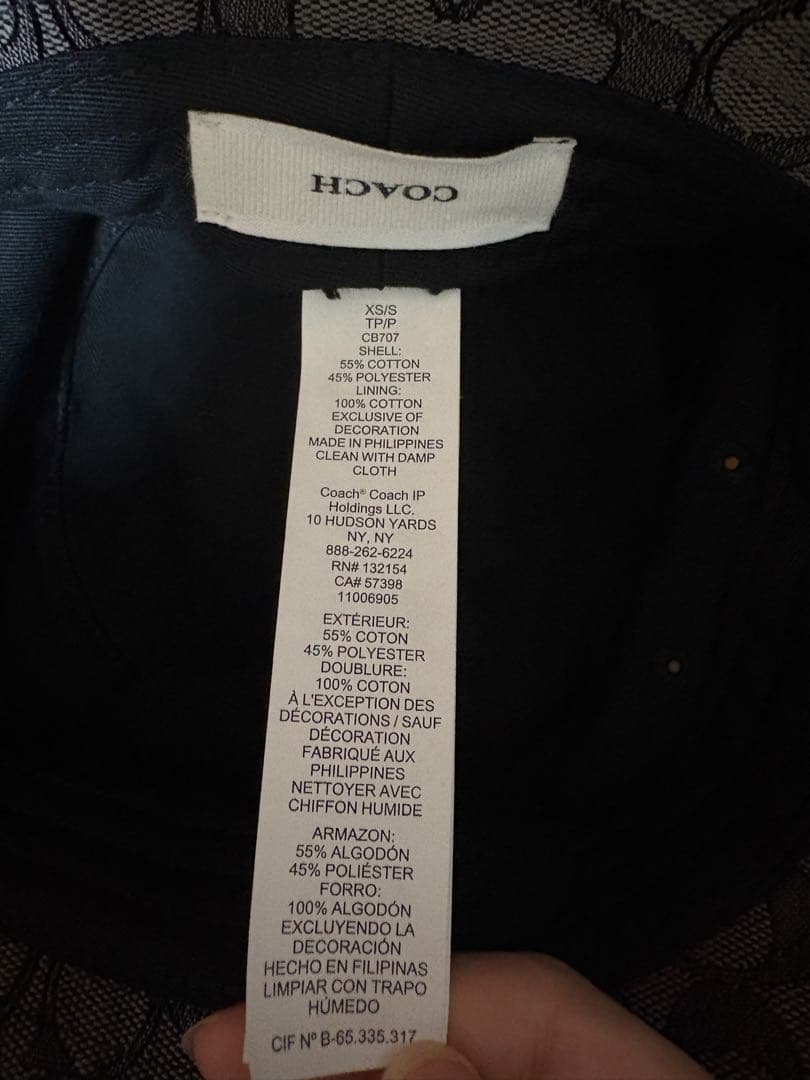 COACH
XS/S
TP/P
CB707
SHELL:
55% COTTON
45% POLYESTER
LINING:
100% COTTON
EXCLUSIVE OF
DECORATION
MADE IN PHILIPPINES
CLEAN WITH DAMP
CLOTH
Coach® Coach IP
Holdings LLC.
10 HUDSON YARDS
NY, NY
888-262-6224
RN# 132154
CA# 57398
11006905
EXTÉRIEUR:
55% COTON
45% POLYESTER
DOUBLURE:
100% COTON
À L'EXCEPTION DES
DÉCORATIONS / SAUF
DÉCORATION
FABRIQUÉ AUX
PHILIPPINES
NETTOYER AVEC
CHIFFON HUMIDE
ARMAZON:
55% ALGODÓN
45% POLIÉSTER
FORRO:
100% ALGODÓN
EXCLUYENDO LA
DECORACIÓN
HECHO EN FILIPINAS
LIMPIAR CON TRAPO
HÚMEDO
CIF Nº B-65.335.317